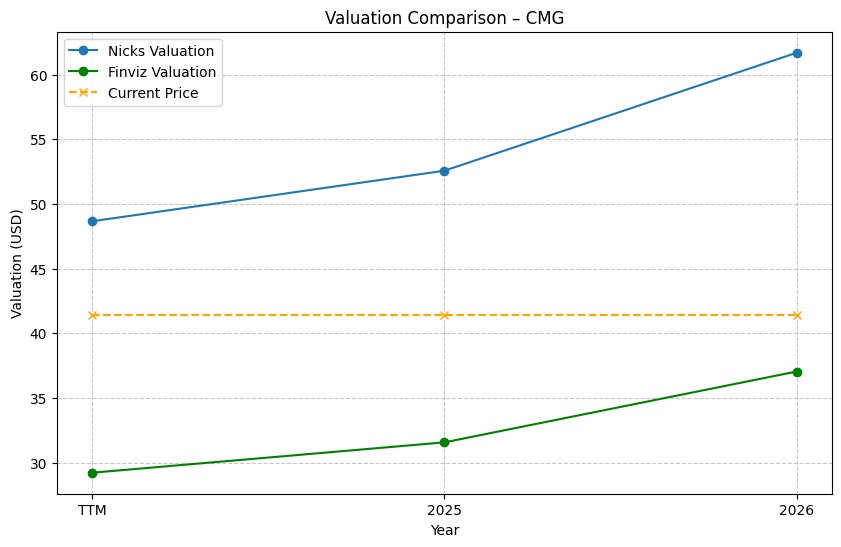 Valuation Comparison – CMG
Nicks Valuation
Finviz Valuation
Current Price
Valuation (USD)
60
55
50
45
40
35
30
TTM
2025
2026
Year